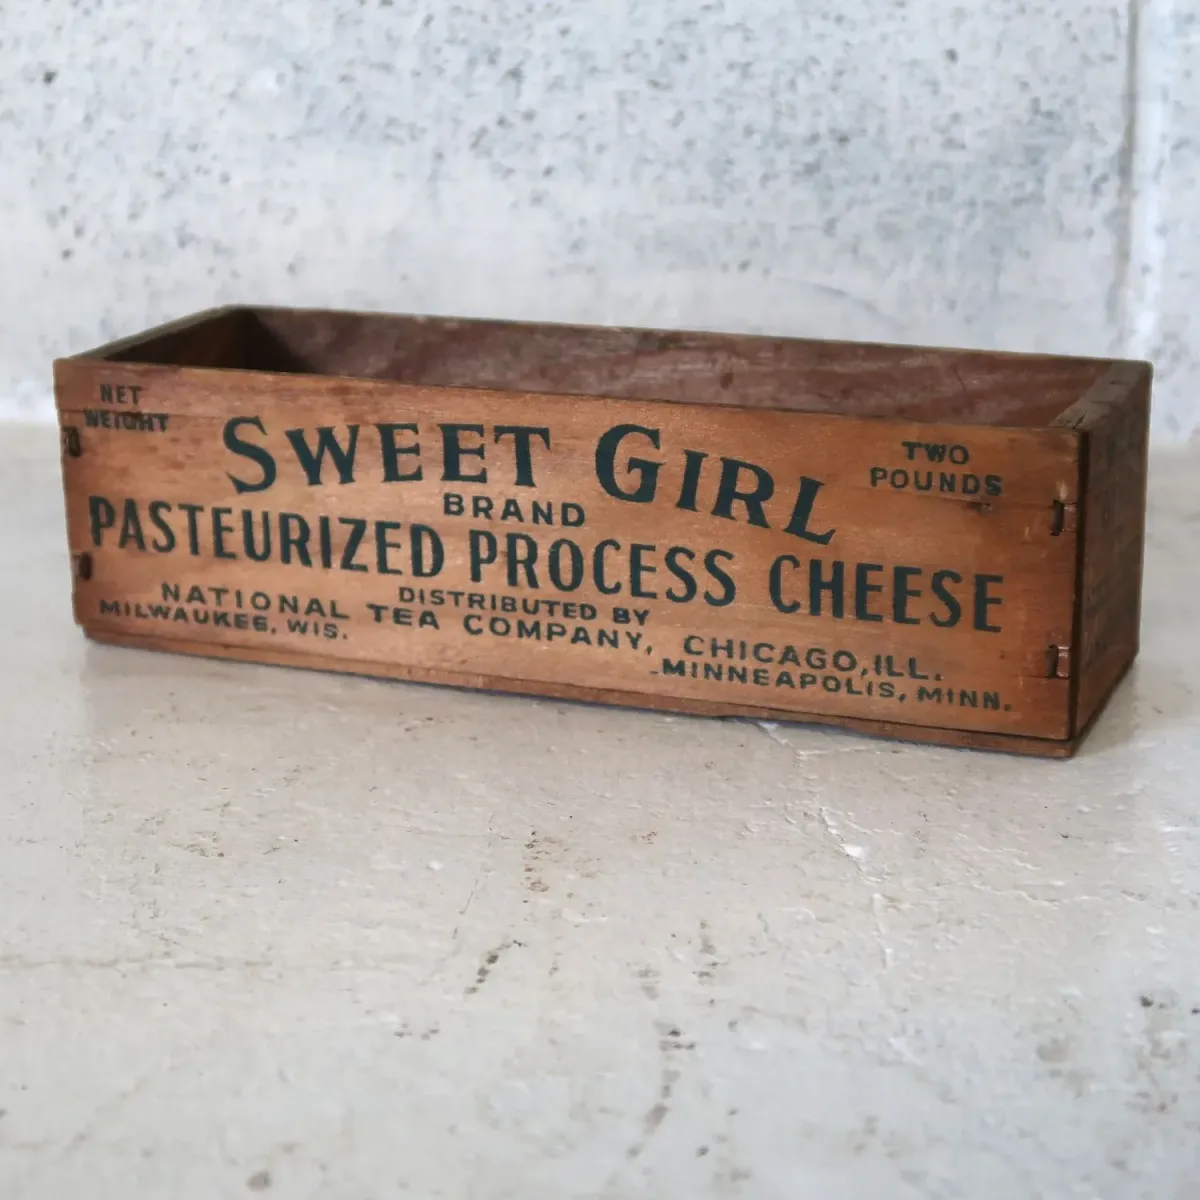 NET
WEIGHT
SWEET GIRL
TWO
POUNDS
BRAND
PASTEURIZED PROCESS CHEESE
DISTRIBUTED BY
NATIONAL TEA COMPANY, CHICAGO, ILL.
MILWAUKEE, WIS. MINNEAPOLIS, MINN.